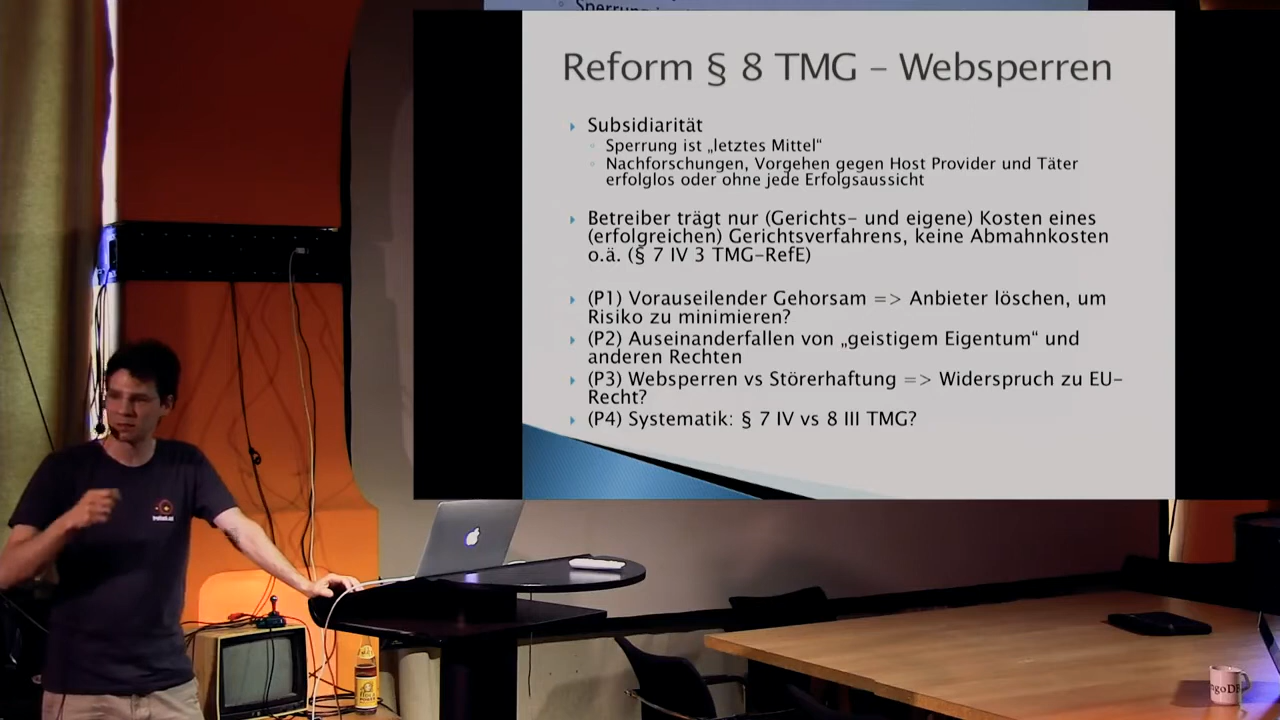 Reform § 8 TMG – Websperren
Subsidiarität
Sperrung ist „letztes Mittel“
Nachforschungen, Vorgehen gegen Host Provider und Täter
erfolglos oder ohne jede Erfolgsaussicht
Betreiber trägt nur (Gerichts- und eigene) Kosten eines
(erfolgreichen) Gerichtsverfahrens, keine Abmahnkosten
o.ä. (§ 7 IV 3 TMG-RefE)
(P1) Vorauseilender Gehorsam => Anbieter löschen, um
Risiko zu minimieren?
(P2) Auseinanderfallen von „geistigem Eigentum“ und
anderen Rechten
(P3) Websperren vs Störerhaftung => Widerspruch zu EU-
Recht?
(P4) Systematik: § 7 IV vs 8 III TMG?